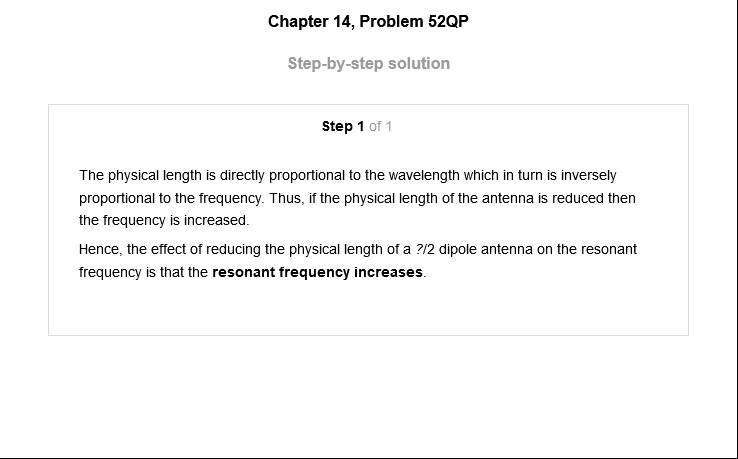 Chapter 14, Problem 52QP
Step-by-step solution
Step 1 of 1
The physical length is directly proportional to the wavelength which in turn is inversely
proportional to the frequency. Thus, if the physical length of the antenna is reduced then
the frequency is increased.
Hence, the effect of reducing the physical length of a ?/2 dipole antenna on the resonant
frequency is that the resonant frequency increases.